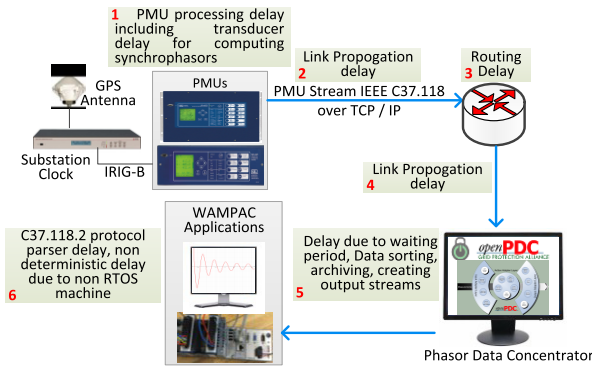 1 PMU processing delay
including transducer
delay for computing
synchrophasors
GPS
Antenna
PMUs
Link Propogation
2 delay
Routing
3 Delay
PMU Stream IEEE C37.118
over TCP / IP
Substation
Clock
IRIG-B
Link Propogation
4 delay
WAMPAC
Applications
C37.118.2 protocol
parser delay, non
deterministic delay
due to non RTOS
6 machine
Delay due to waiting
period, Data sorting,
archiving, creating
5 output streams
openPDC
GRID PROTECTION ALLIANCE
openPDC
Phasor Data Concentrator